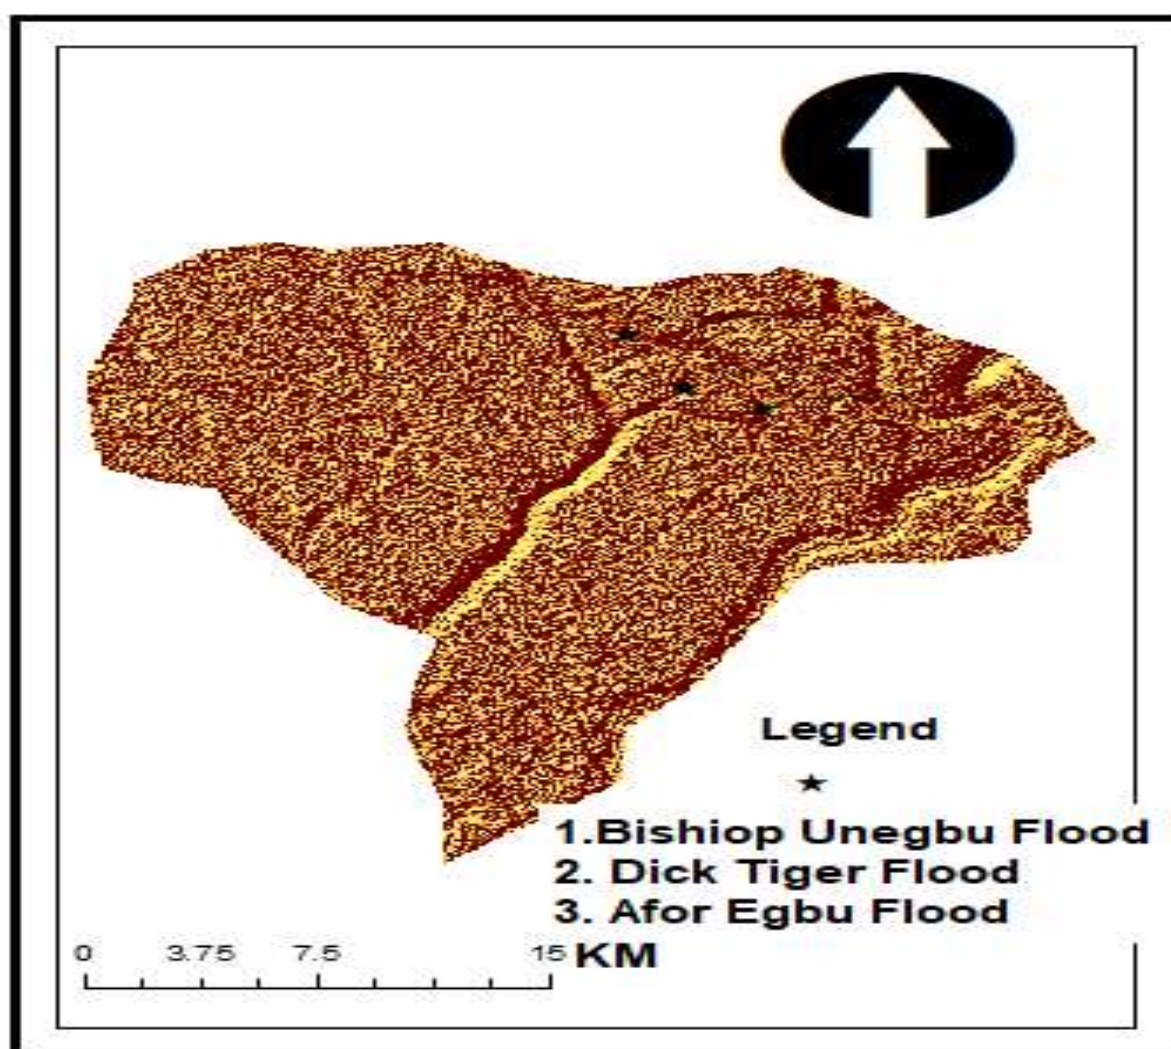 Legend
1.Bishiop Unegbu Flood
2. Dick Tiger Flood
3. Afor Egbu Flood
0 3.75 7.5 15 KM